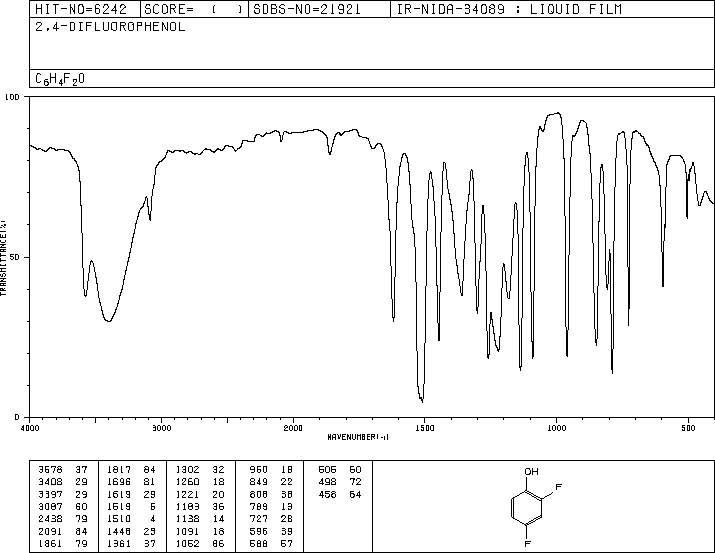 HIT-NO=6242 SCORE= ( ) SDBS-NO=21921 IR-NIDA-34089 : LIQUID FILM
2,4-DIFLUOROPHENOL
C6H4F2O
100
50
0
TRANSMITTANCE(%)
4000 3000 2000 1500 1000 500
WAVENUMBER(-1)
3578 37 1817 84 1302 32 960 18 505 60
3408 29 1696 81 1260 18 849 22 498 72
3397 29 1619 29 1221 20 808 38 458 64
3087 60 1519 5 1183 36 789 13
2438 79 1510 4 1138 14 727 28
2091 84 1448 23 1091 18 596 39
1861 79 1361 37 1052 86 588 57
OH
F
F